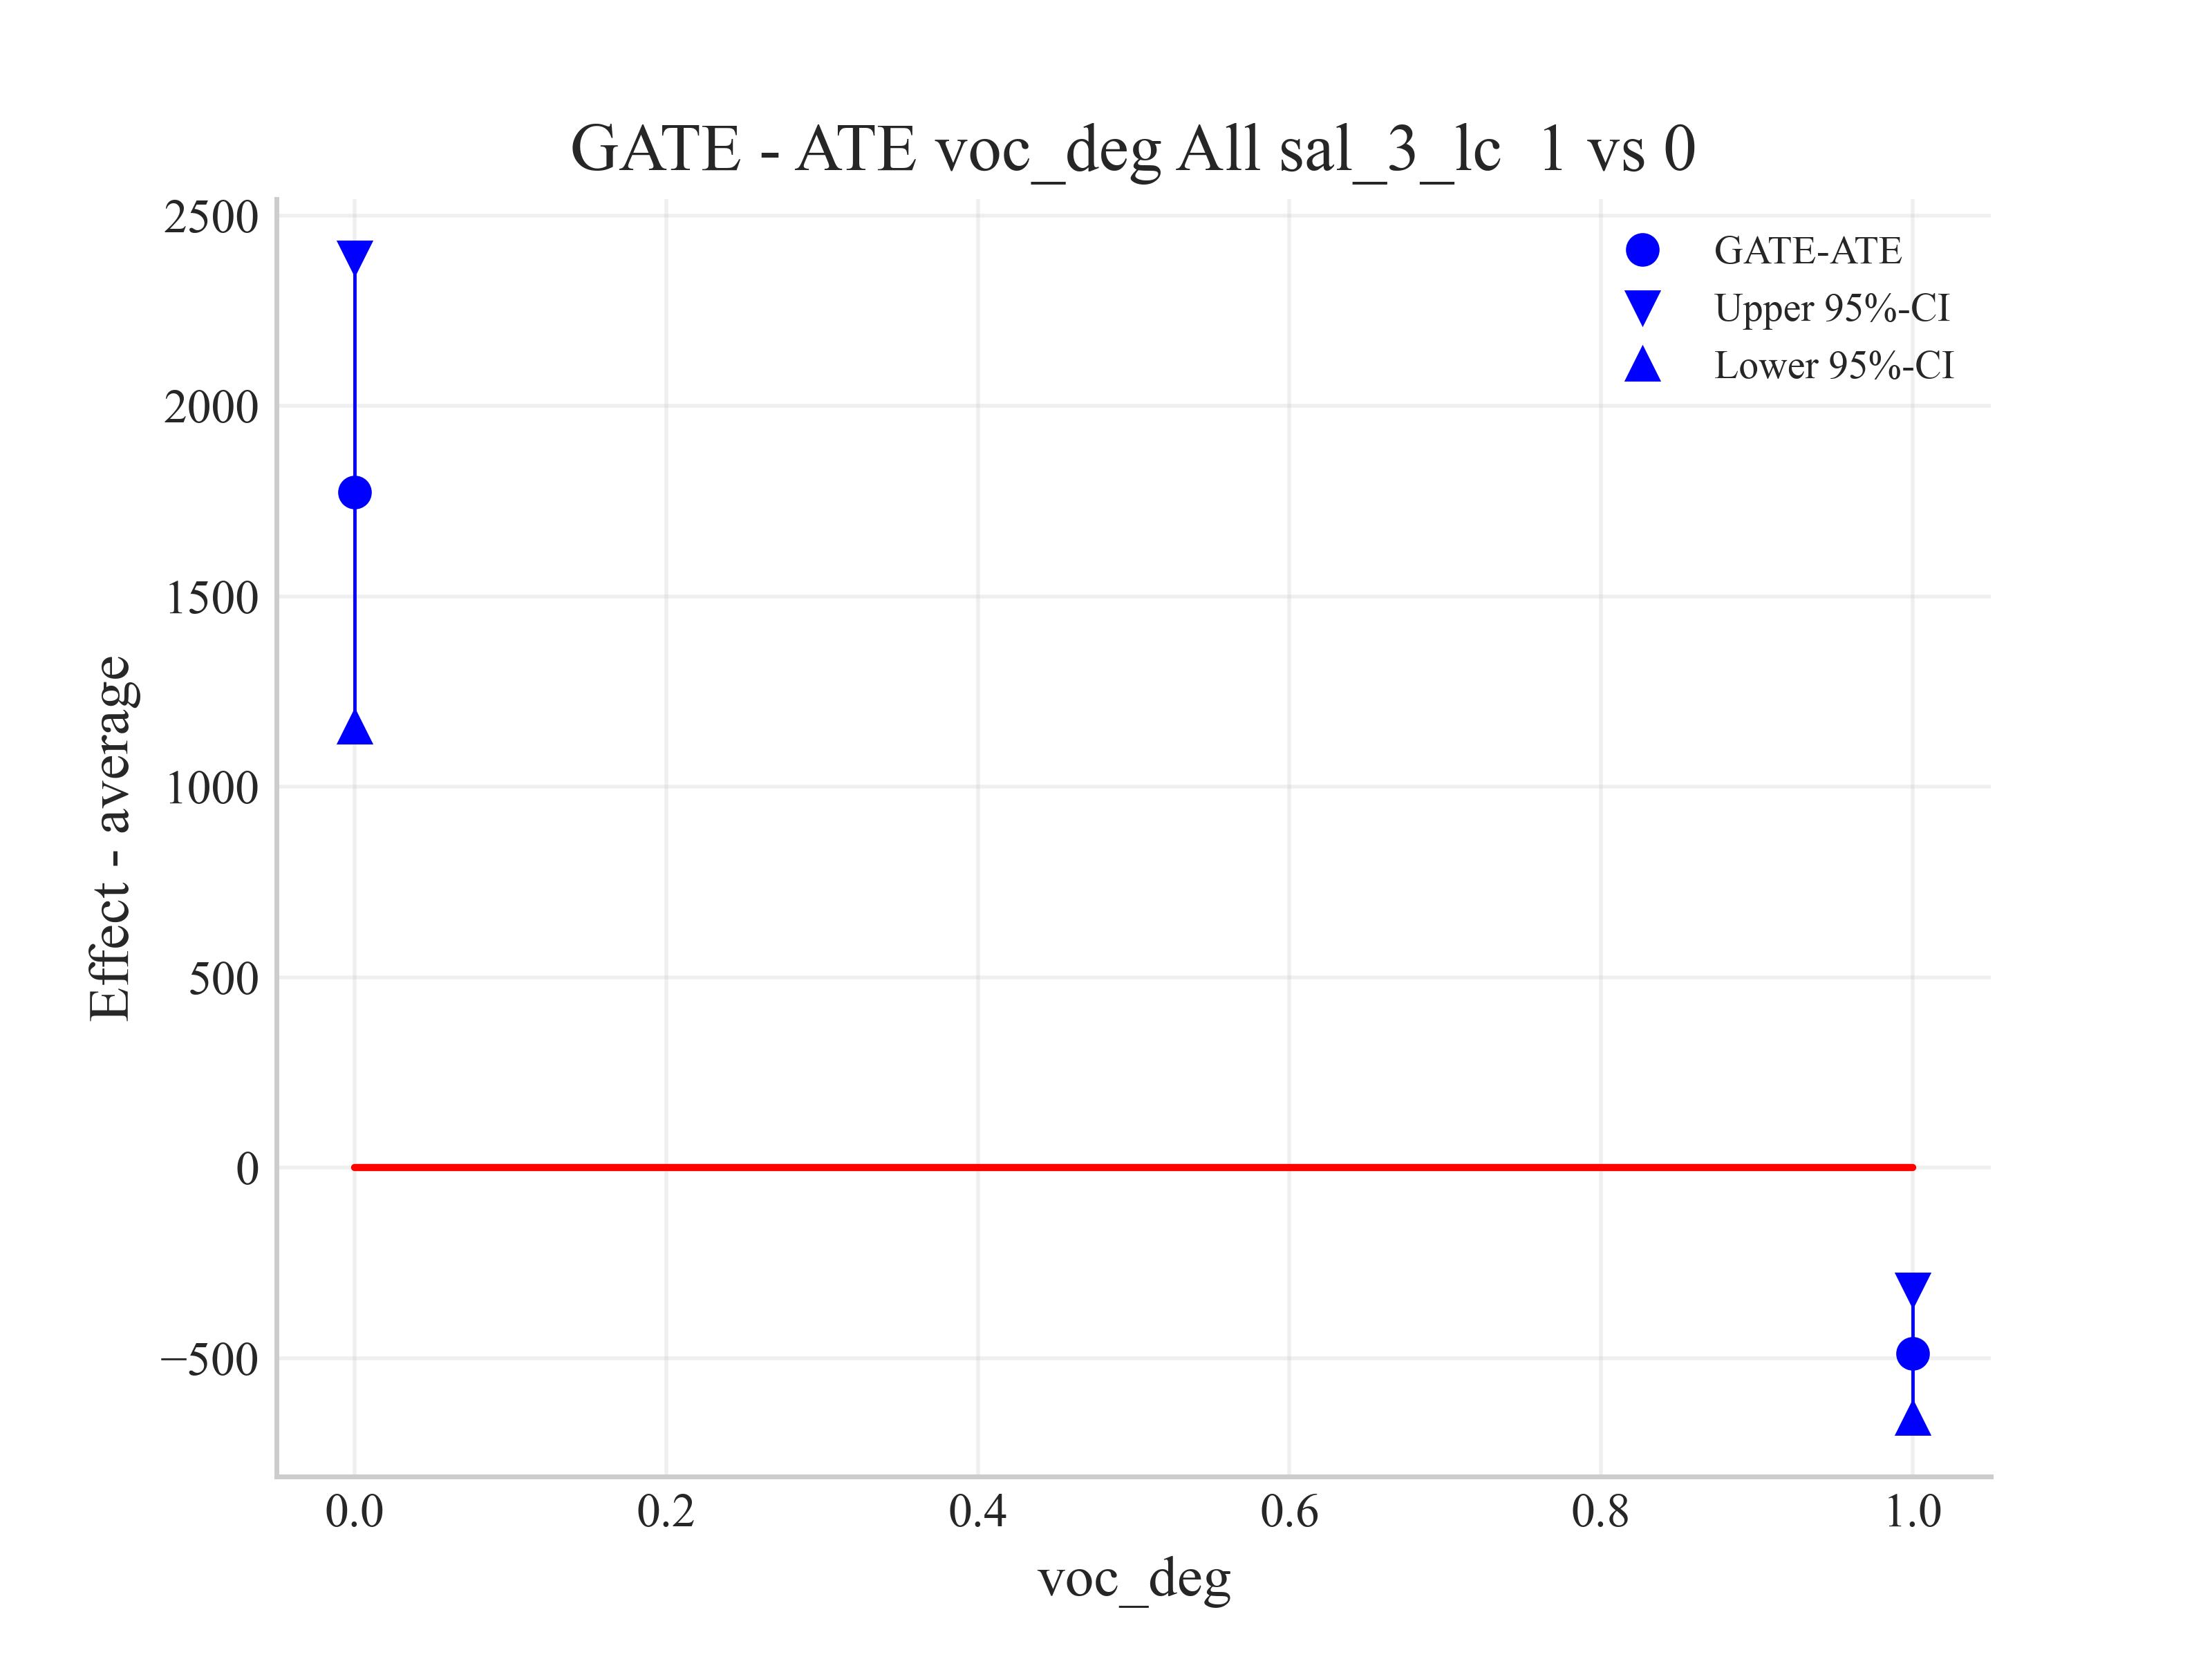 GATE - ATE voc_deg All sal_3_lc 1 vs 0
2500
2000
1500
1000
500
0
−500
Effect - average
GATE-ATE
Upper 95%-CI
Lower 95%-CI
0.0 0.2 0.4 0.6 0.8 1.0
voc_deg